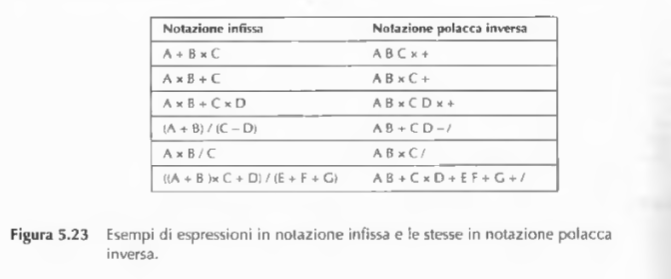 Notazione infissa Notazione polacca inversa
A + B × C A B C × +
A × B + C A B × C +
A × B + C × D A B × C D × +
(A + B) / (C – D) A B + C D – /
A × B / C A B × C /
((A + B )× C + D) / (E + F + G) A B + C × D + E F + G + /
Figura 5.23 Esempi di espressioni in notazione infissa e le stesse in notazione polacca
inversa.